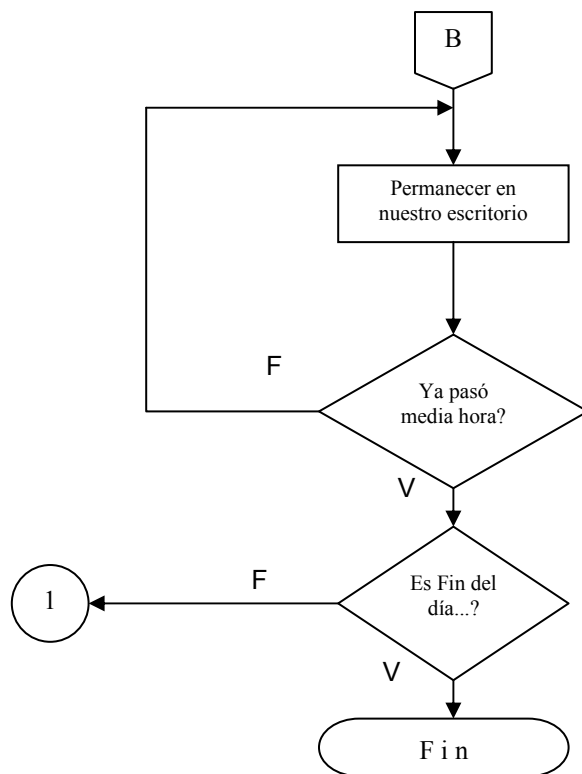 B
Permanecer en
nuestro escritorio
F
Ya pasó
media hora?
V
1
F
Es Fin del
día...?
V
F i n